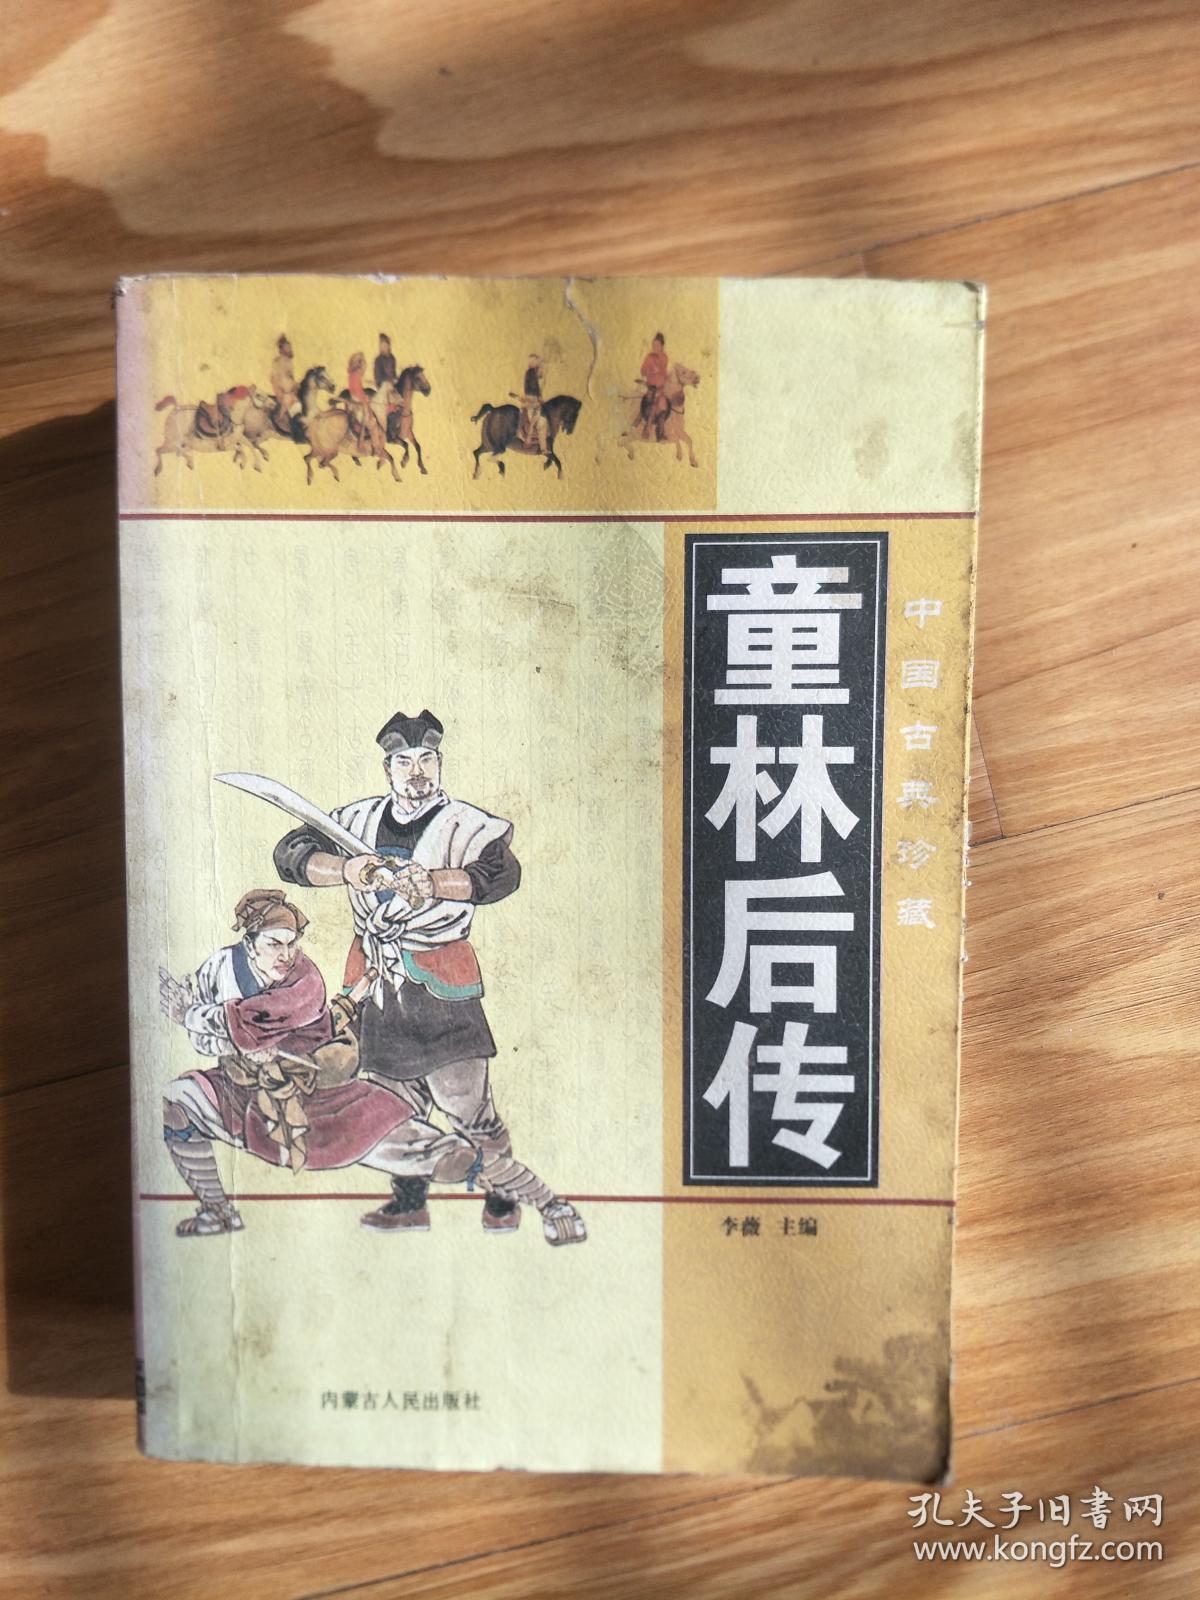 童林后传
中国古典珍藏
李薇 主编
内蒙古人民出版社
孔夫子旧书网
www.kongfz.com